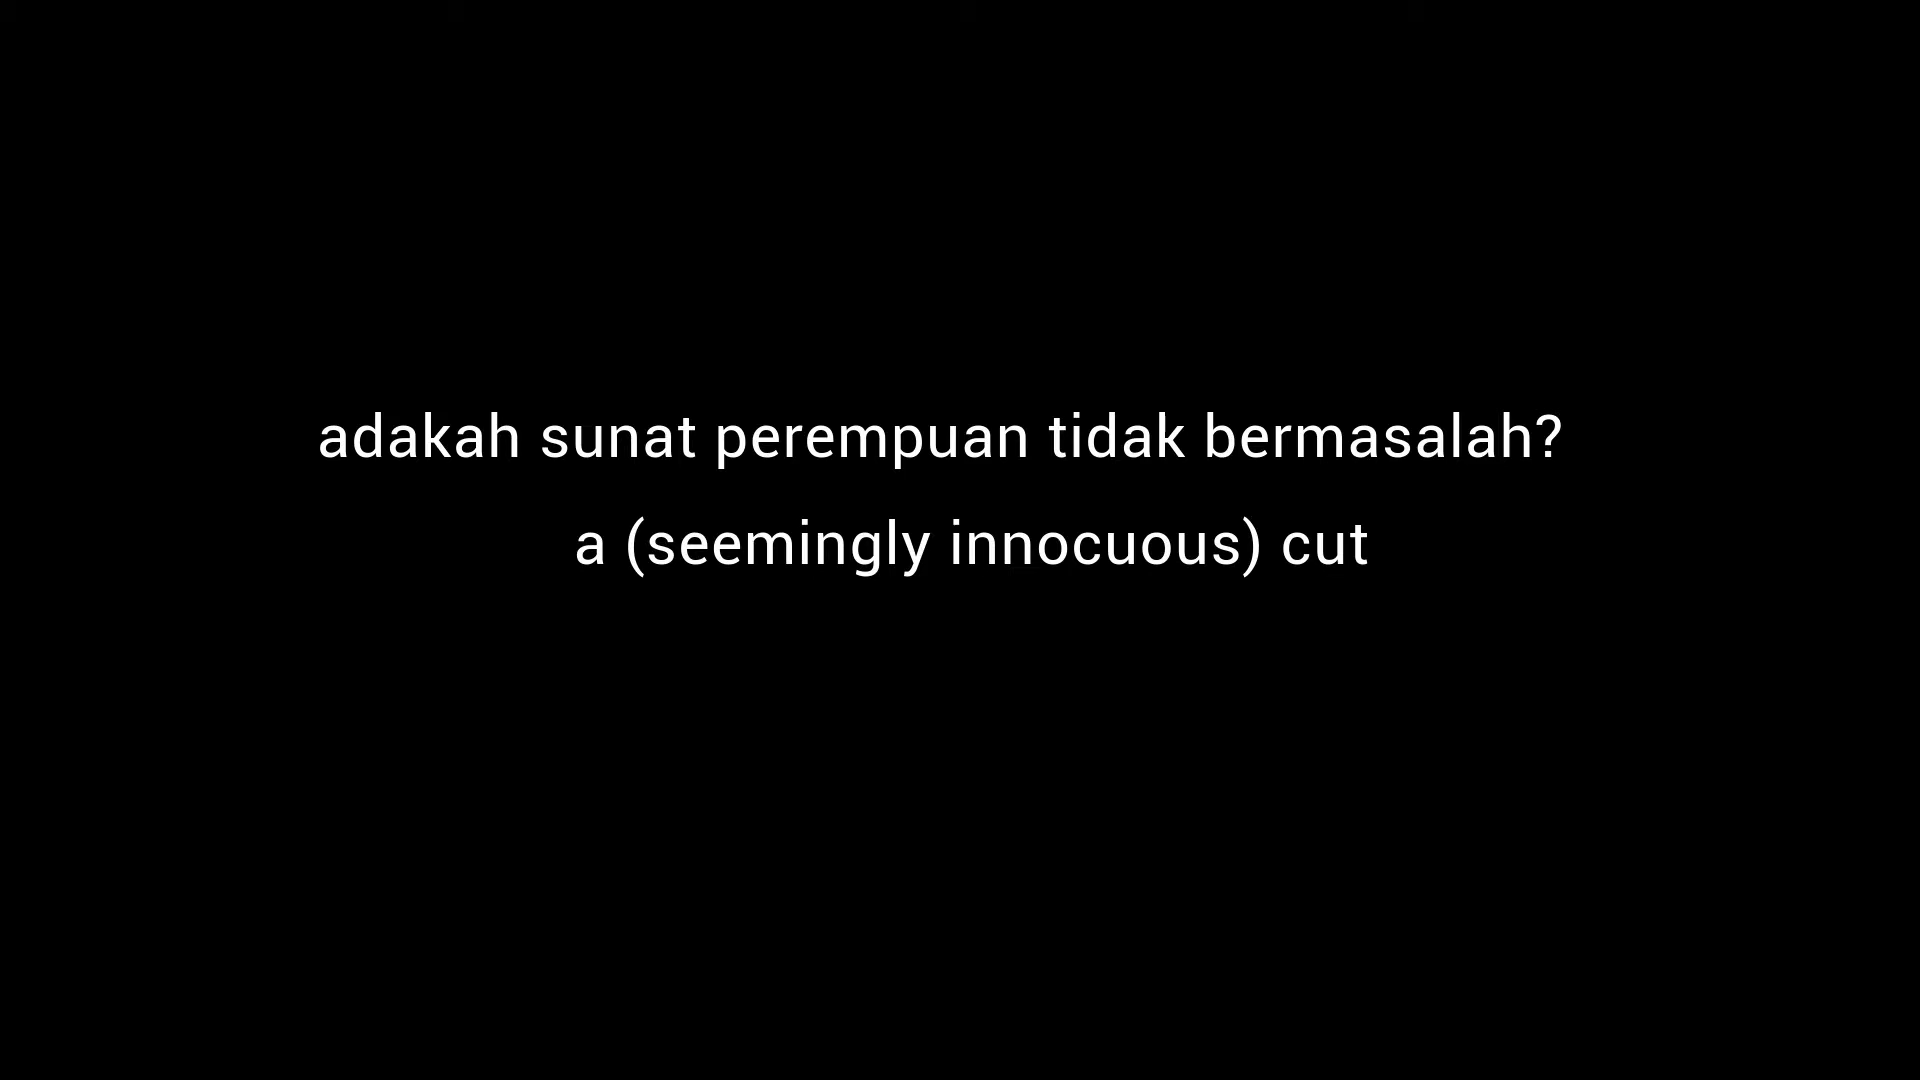 adakah sunat perempuan tidak bermasalah?
a (seemingly innocuous) cut